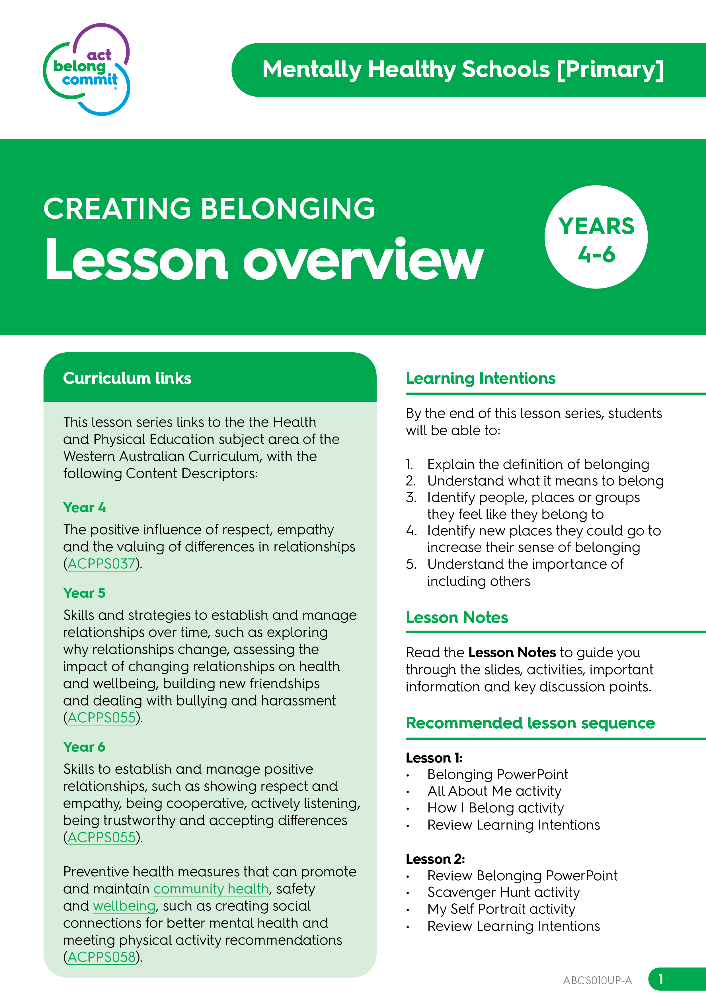 act
belong
commit
®
Mentally Healthy Schools [Primary]
CREATING BELONGING
Lesson overview
YEARS
4-6
Curriculum links
This lesson series links to the the Health
and Physical Education subject area of the
Western Australian Curriculum, with the
following Content Descriptors:
Year 4
The positive influence of respect, empathy
and the valuing of differences in relationships
(ACPPS037).
Year 5
Skills and strategies to establish and manage
relationships over time, such as exploring
why relationships change, assessing the
impact of changing relationships on health
and wellbeing, building new friendships
and dealing with bullying and harassment
(ACPPS055).
Year 6
Skills to establish and manage positive
relationships, such as showing respect and
empathy, being cooperative, actively listening,
being trustworthy and accepting differences
(ACPPS055).
Preventive health measures that can promote
and maintain community health, safety
and wellbeing, such as creating social
connections for better mental health and
meeting physical activity recommendations
(ACPPS058).
Learning Intentions
By the end of this lesson series, students
will be able to:
1. Explain the definition of belonging
2. Understand what it means to belong
3. Identify people, places or groups
they feel like they belong to
4. Identify new places they could go to
increase their sense of belonging
5. Understand the importance of
including others
Lesson Notes
Read the Lesson Notes to guide you
through the slides, activities, important
information and key discussion points.
Recommended lesson sequence
Lesson 1:
• Belonging PowerPoint
• All About Me activity
• How I Belong activity
• Review Learning Intentions
Lesson 2:
• Review Belonging PowerPoint
• Scavenger Hunt activity
• My Self Portrait activity
• Review Learning Intentions
ABCS010UP-A
1